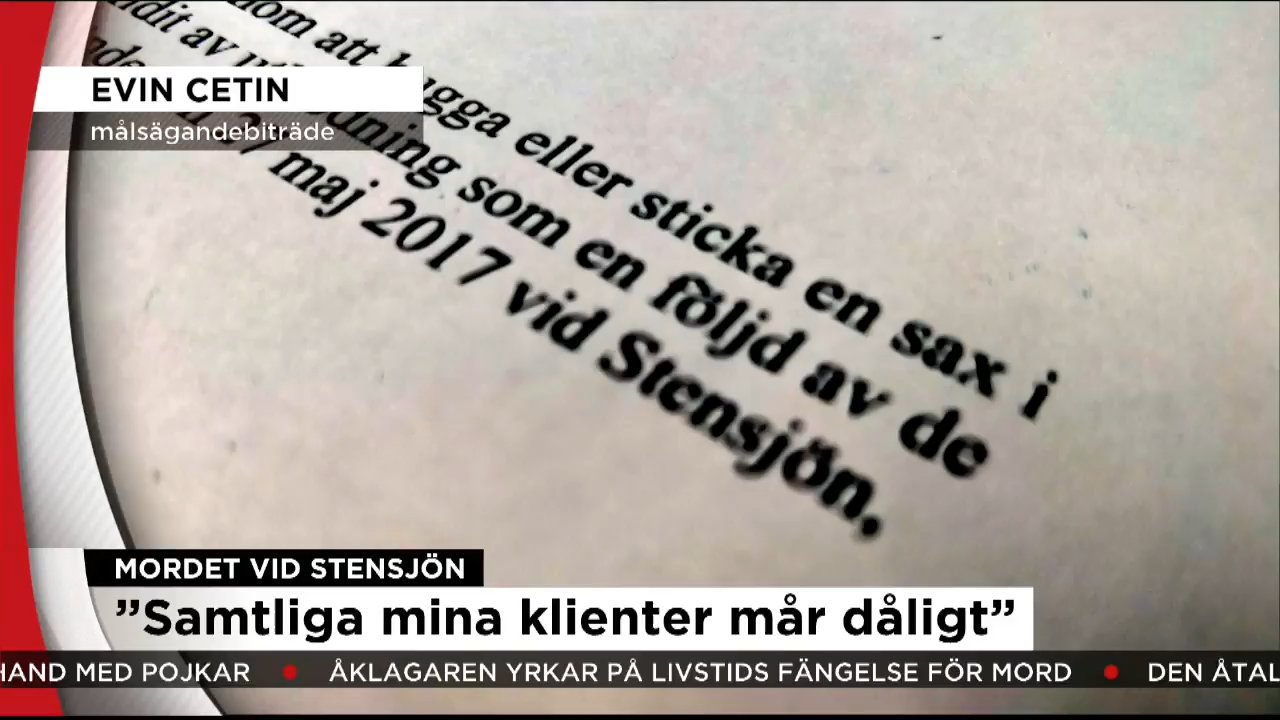 EVIN CETIN
målsägandebiträde
att hugga eller sticka en sax i
av som en följd av de
27 maj 2017 vid Stensjön,
MORDET VID STENSJÖN
”Samtliga mina klienter mår dåligt”
HAND MED POJKAR • ÅKLAGAREN YRKAR PÅ LIVSTIDS FÄNGELSE FÖR MORD • DEN ÅTAL